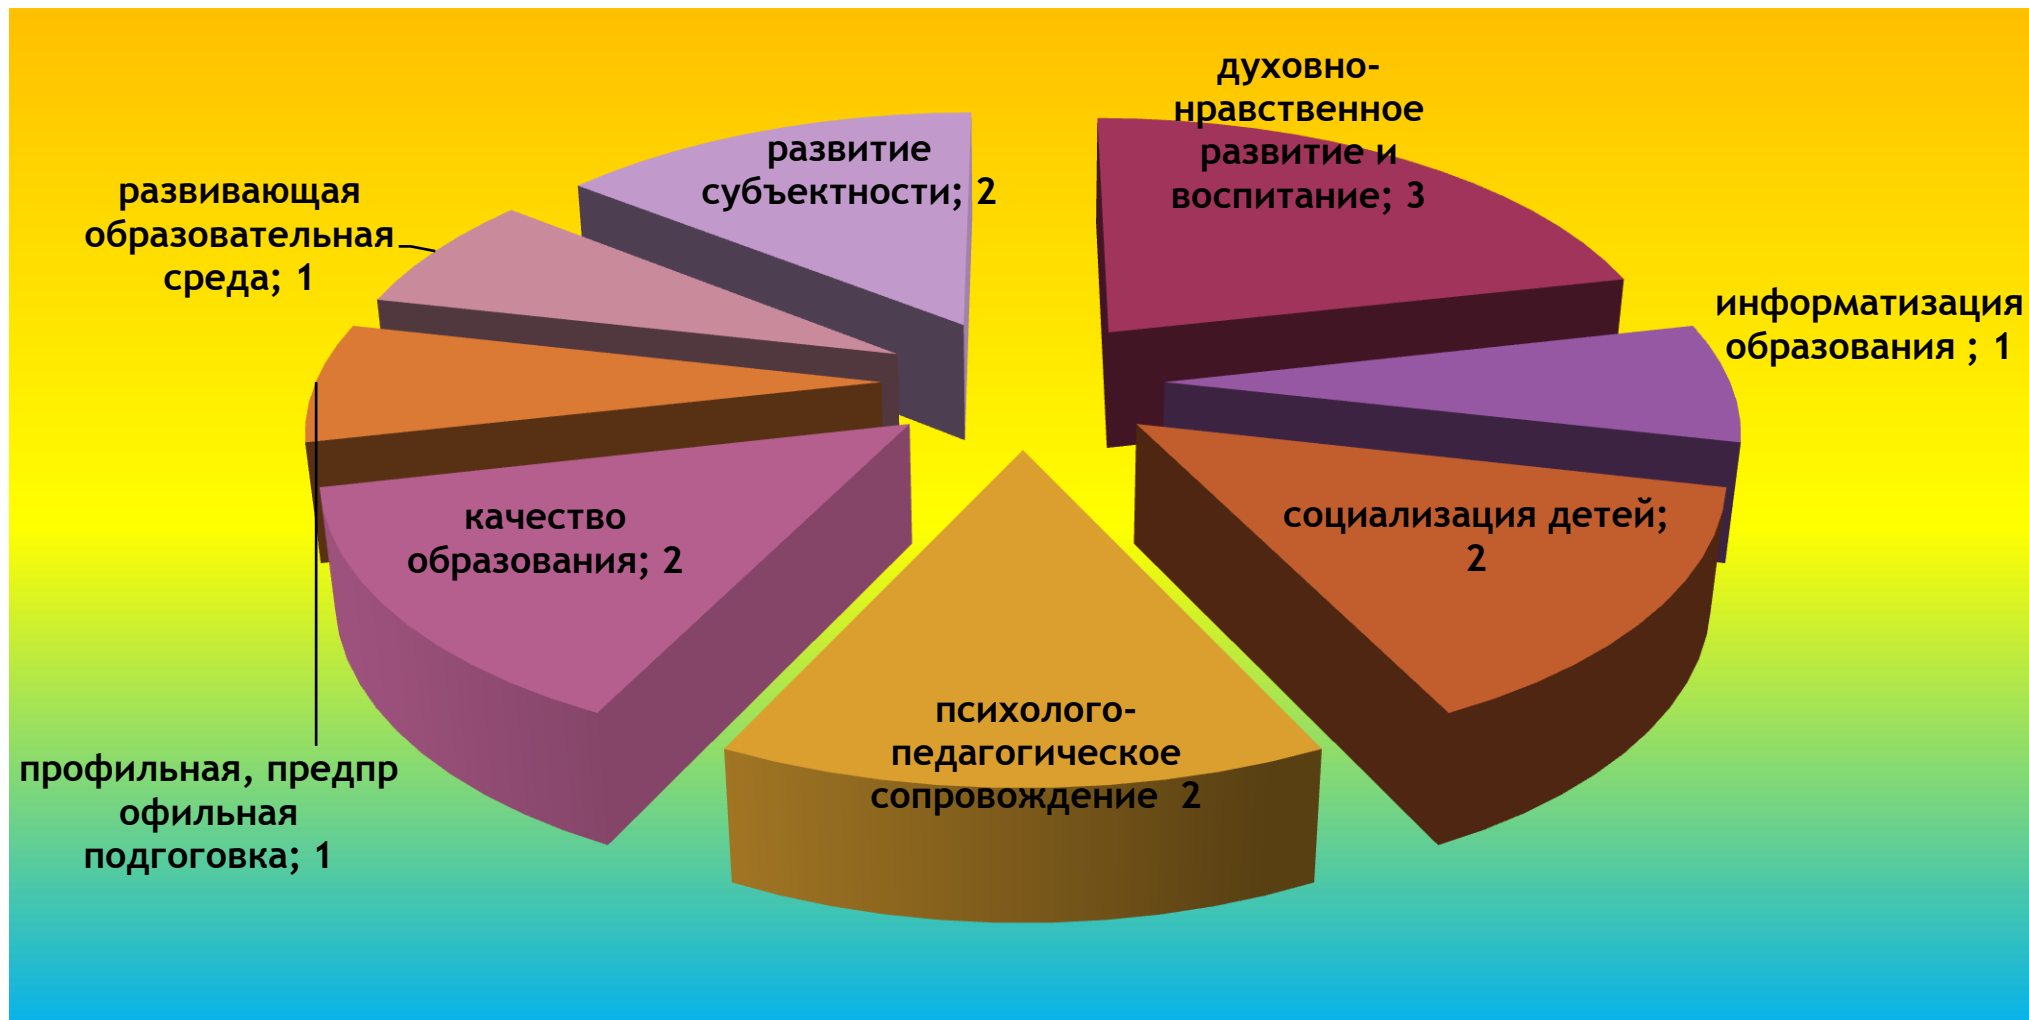 духовно-
нравственное
развитие и
воспитание; 3
информатизация
образования ; 1
социализация детей;
2
психолого-
педагогическое
сопровождение  2
качество
образования; 2
профильная, предпр
офильная
подгоговка; 1
развивающая
образовательная
среда; 1
развитие
субъектности; 2